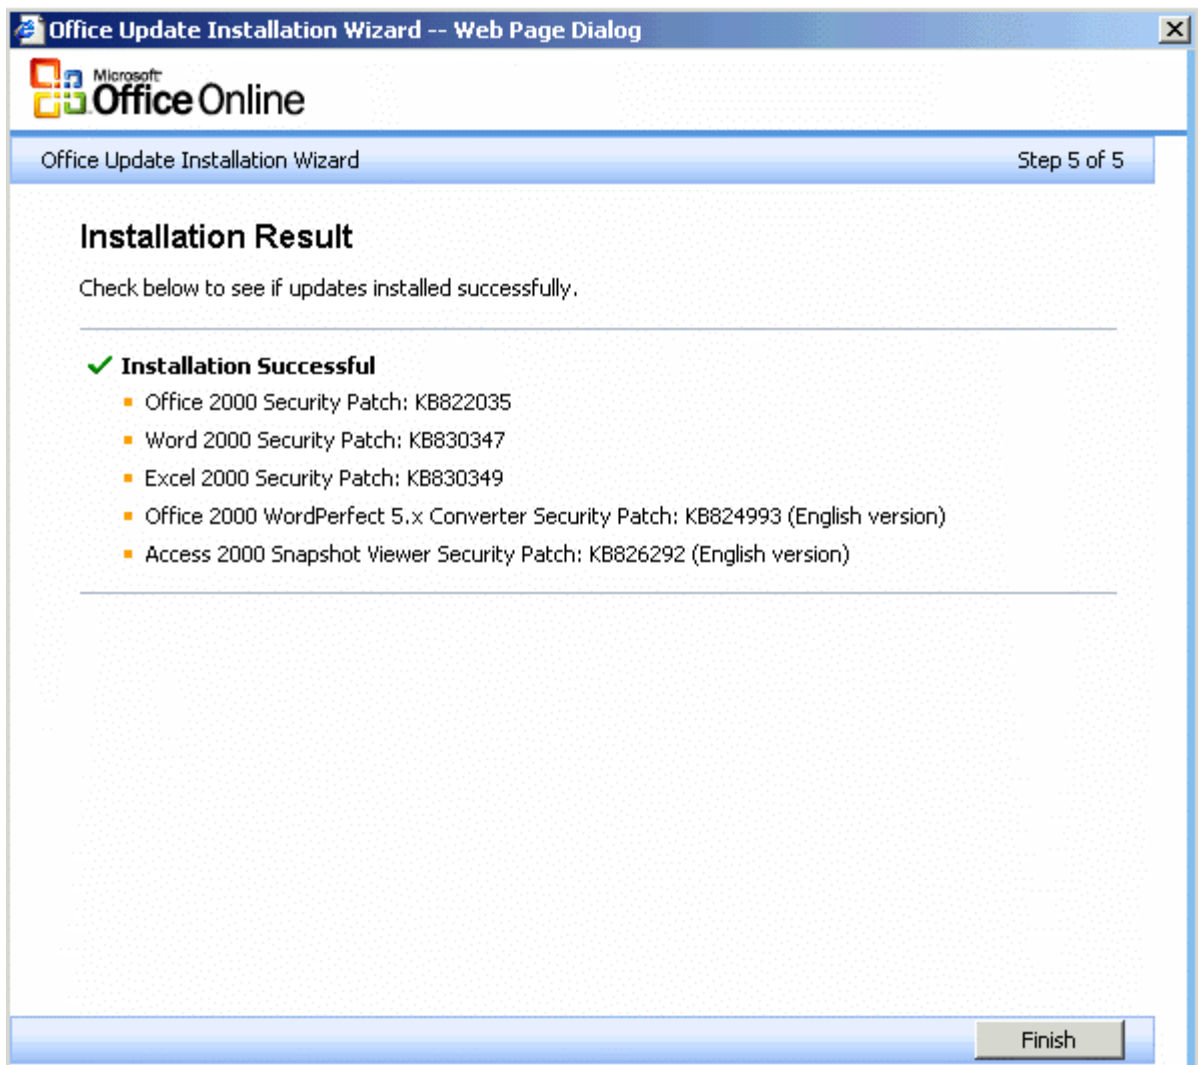 Office Update Installation Wizard -- Web Page Dialog
Microsoft
Office Online
Office Update Installation Wizard Step 5 of 5
Installation Result
Check below to see if updates installed successfully.
Installation Successful
Office 2000 Security Patch: KB822035
Word 2000 Security Patch: KB830347
Excel 2000 Security Patch: KB830349
Office 2000 WordPerfect 5.x Converter Security Patch: KB824993 (English version)
Access 2000 Snapshot Viewer Security Patch: KB826292 (English version)
Finish